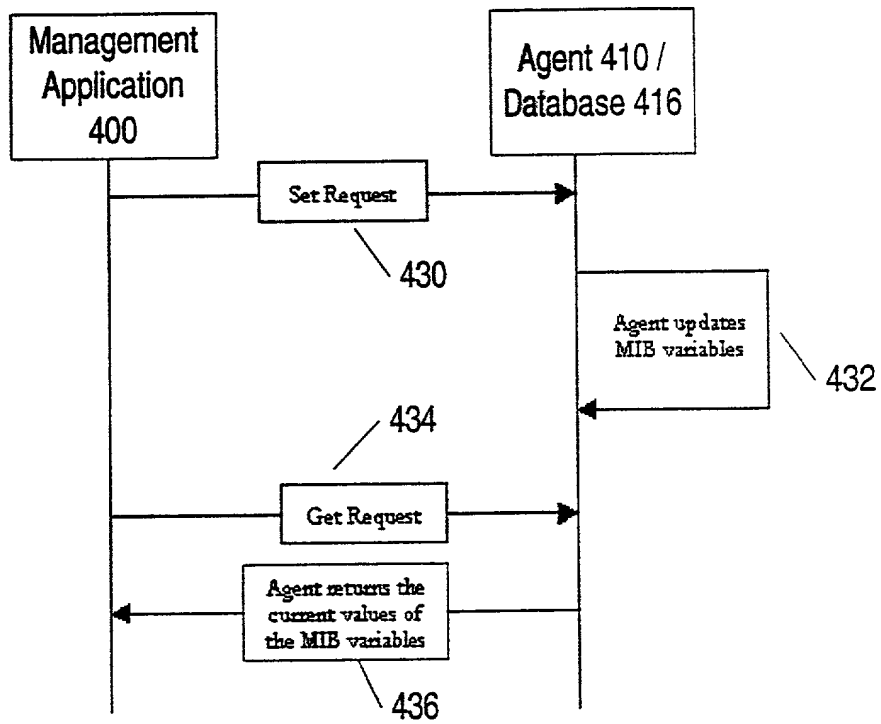 Management
Application
400
Agent 410 /
Database 416
Set Request
430
Agent updates
MIB variables
432
434
Get Request
Agent returns the
current values of
the MIB variables
436